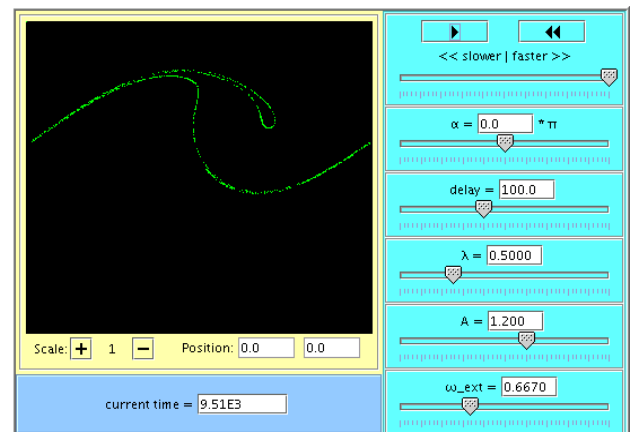 << slower | faster >>
α = 0.0 * π
delay = 100.0
λ = 0.5000
A = 1.200
ω_ext = 0.6670
Scale: + 1 − Position: 0.0 0.0
current time = 9.51E3